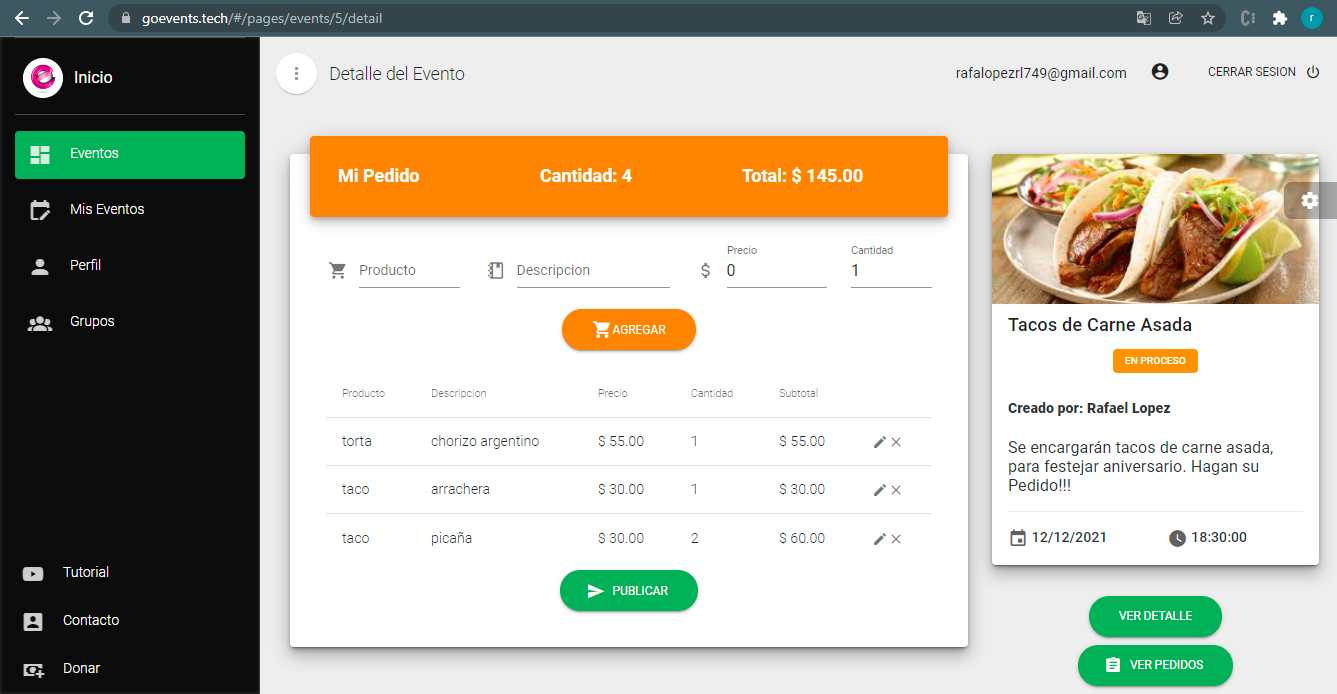 goevents.tech/#/pages/events/5/detail
r
Inicio
Eventos
Mis Eventos
Perfil
Grupos
Tutorial
Contacto
Donar
Detalle del Evento
rafalopezrl749@gmail.com
CERRAR SESION
Mi Pedido Cantidad: 4 Total: $ 145.00
Precio Cantidad
Producto Descripcion $ 0 1
AGREGAR
Producto Descripcion Precio Cantidad Subtotal
torta chorizo argentino $ 55.00 1 $ 55.00
taco arrachera $ 30.00 1 $ 30.00
taco picaña $ 30.00 2 $ 60.00
PUBLICAR
Tacos de Carne Asada
EN PROCESO
Creado por: Rafael Lopez
Se encargarán tacos de carne asada,
para festejar aniversario. Hagan su
Pedido!!!
12/12/2021 18:30:00
VER DETALLE
VER PEDIDOS